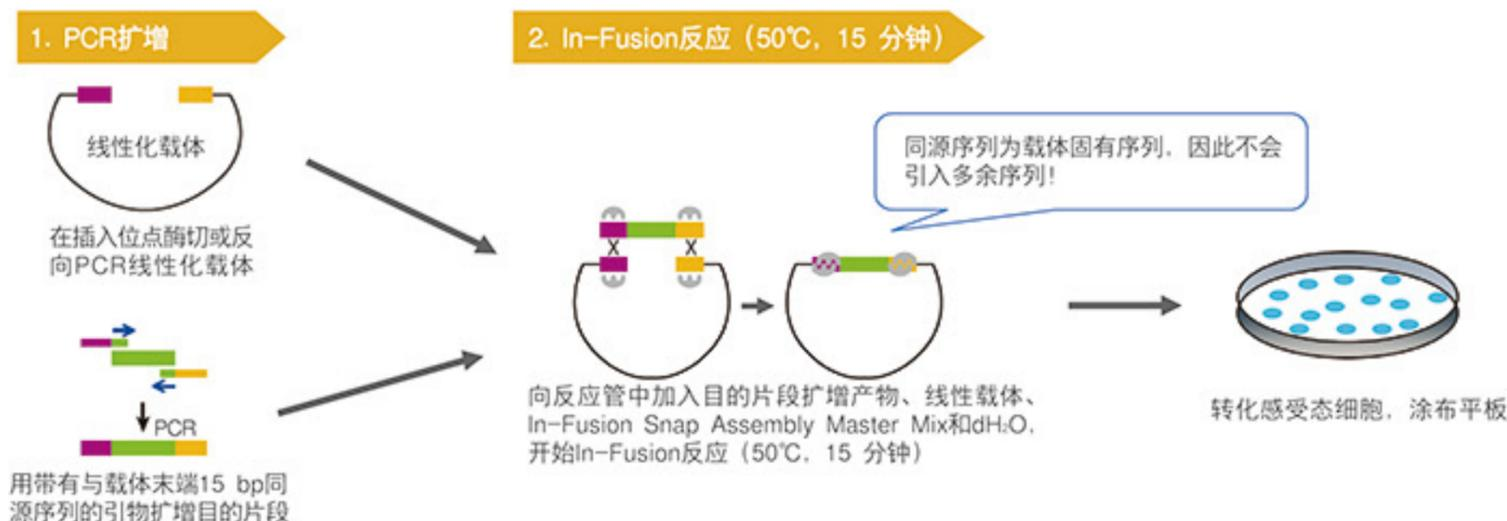 1. PCR扩增
线性化载体
在插入位点酶切或反
向PCR线性化载体
PCR
用带有与载体末端15 bp同
源序列的引物扩增目的片段
2. In-Fusion反应（50℃，15 分钟）
同源序列为载体固有序列，因此不会
引入多余序列！
向反应管中加入目的片段扩增产物、线性载体、
In-Fusion Snap Assembly Master Mix和dH₂O，
开始In-Fusion反应（50℃，15 分钟）
转化感受态细胞，涂布平板